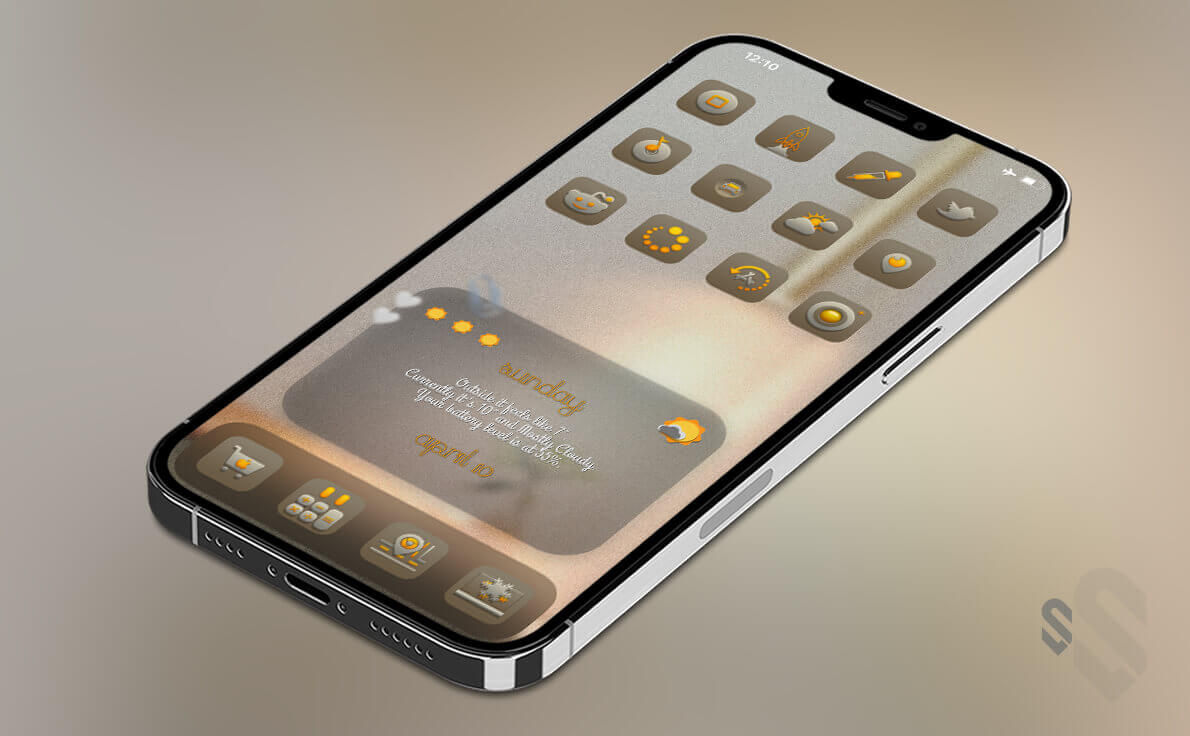 12:10
sunday
Outside it feels like 7°
Currently it's 10° and Mostly Cloudy
Your battery level is at 55%.
april 10